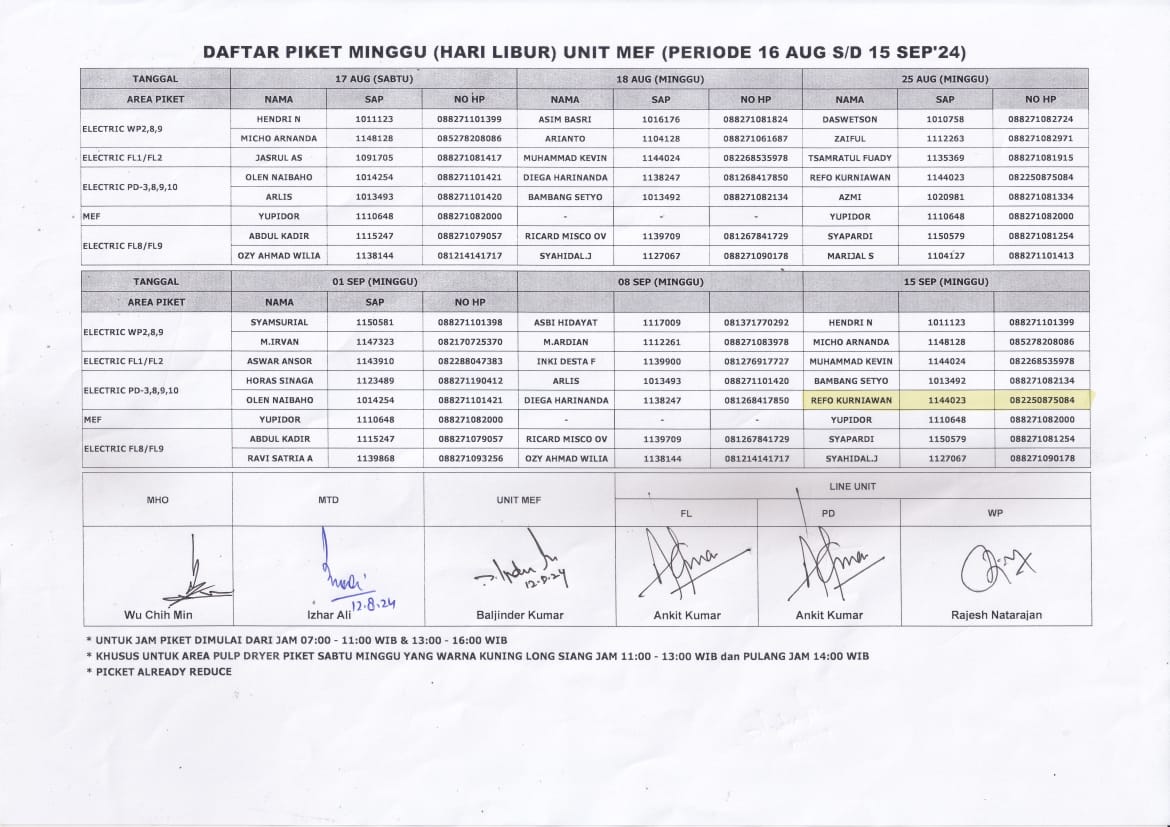 DAFTAR PIKET MINGGU (HARI LIBUR) UNIT MEF (PERIODE 16 AUG S/D 15 SEP'24)
TANGGAL 17 AUG (SABTU) 18 AUG (MINGGU) 25 AUG (MINGGU)
AREA PIKET NAMA SAP NO HP NAMA SAP NO HP NAMA SAP NO HP
ELECTRIC WP2,8,9
HENDRI N 1011123 088271101399 ASIM BASRI 1016176 088271081824 DASWETSON 1010758 088271082724
MICHO ARNANDA 1148128 085278208086 ARIANTO 1104128 088271061687 ZAIFUL 1112263 088271082971
ELECTRIC FL1/FL2 JASRUL AS 1091705 088271081417 MUHAMMAD KEVIN 1144024 082268535978 TSAMRATUL FUADY 1135369 088271081915
ELECTRIC PD-3,8,9,10
OLEN NAIBAHO 1014254 088271101421 DIEGA HARINANDA 1138247 081268417850 REFO KURNIAWAN 1144023 082250875084
ARLIS 1013493 088271101420 BAMBANG SETYO 1013492 088271082134 AZMI 1020981 088271081334
MEF YUPIDOR 1110648 088271082000 - - - YUPIDOR 1110648 088271082000
ELECTRIC FL8/FL9
ABDUL KADIR 1115247 088271079057 RICARD MISCO OV 1139709 081267841729 SYAPARDI 1150579 088271081254
OZY AHMAD WILIA 1138144 081214141717 SYAHIDAL.J 1127067 088271090178 MARIJAL S 1104127 088271101413
TANGGAL 01 SEP (MINGGU) 08 SEP (MINGGU) 15 SEP (MINGGU)
AREA PIKET NAMA SAP NO HP
ELECTRIC WP2,8,9
SYAMSURIAL 1150581 088271101398 ASBI HIDAYAT 1117009 081371770292 HENDRI N 1011123 088271101399
M.IRVAN 1147323 082170725370 M.ARDIAN 1112261 088271083978 MICHO ARNANDA 1148128 085278208086
ELECTRIC FL1/FL2 ASWAR ANSOR 1143910 082288047383 INKI DESTA F 1139900 081276917727 MUHAMMAD KEVIN 1144024 082268535978
ELECTRIC PD-3,8,9,10
HORAS SINAGA 1123489 088271190412 ARLIS 1013493 088271101420 BAMBANG SETYO 1013492 088271082134
OLEN NAIBAHO 1014254 088271101421 DIEGA HARINANDA 1138247 081268417850 REFO KURNIAWAN 1144023 082250875084
MEF YUPIDOR 1110648 088271082000 - - - YUPIDOR 1110648 088271082000
ELECTRIC FL8/FL9
ABDUL KADIR 1115247 088271079057 RICARD MISCO OV 1139709 081267841729 SYAPARDI 1150579 088271081254
RAVI SATRIA A 1139868 088271093256 OZY AHMAD WILIA 1138144 081214141717 SYAHIDAL.J 1127067 088271090178
MHO MTD UNIT MEF LINE UNIT
FL PD WP
12.8.24
12.8.24
Wu Chih Min Izhar Ali Baljinder Kumar Ankit Kumar Ankit Kumar Rajesh Natarajan
* UNTUK JAM PIKET DIMULAI DARI JAM 07:00 - 11:00 WIB & 13:00 - 16:00 WIB
* KHUSUS UNTUK AREA PULP DRYER PIKET SABTU MINGGU YANG WARNA KUNING LONG SIANG JAM 11:00 - 13:00 WIB dan PULANG JAM 14:00 WIB
* PICKET ALREADY REDUCE